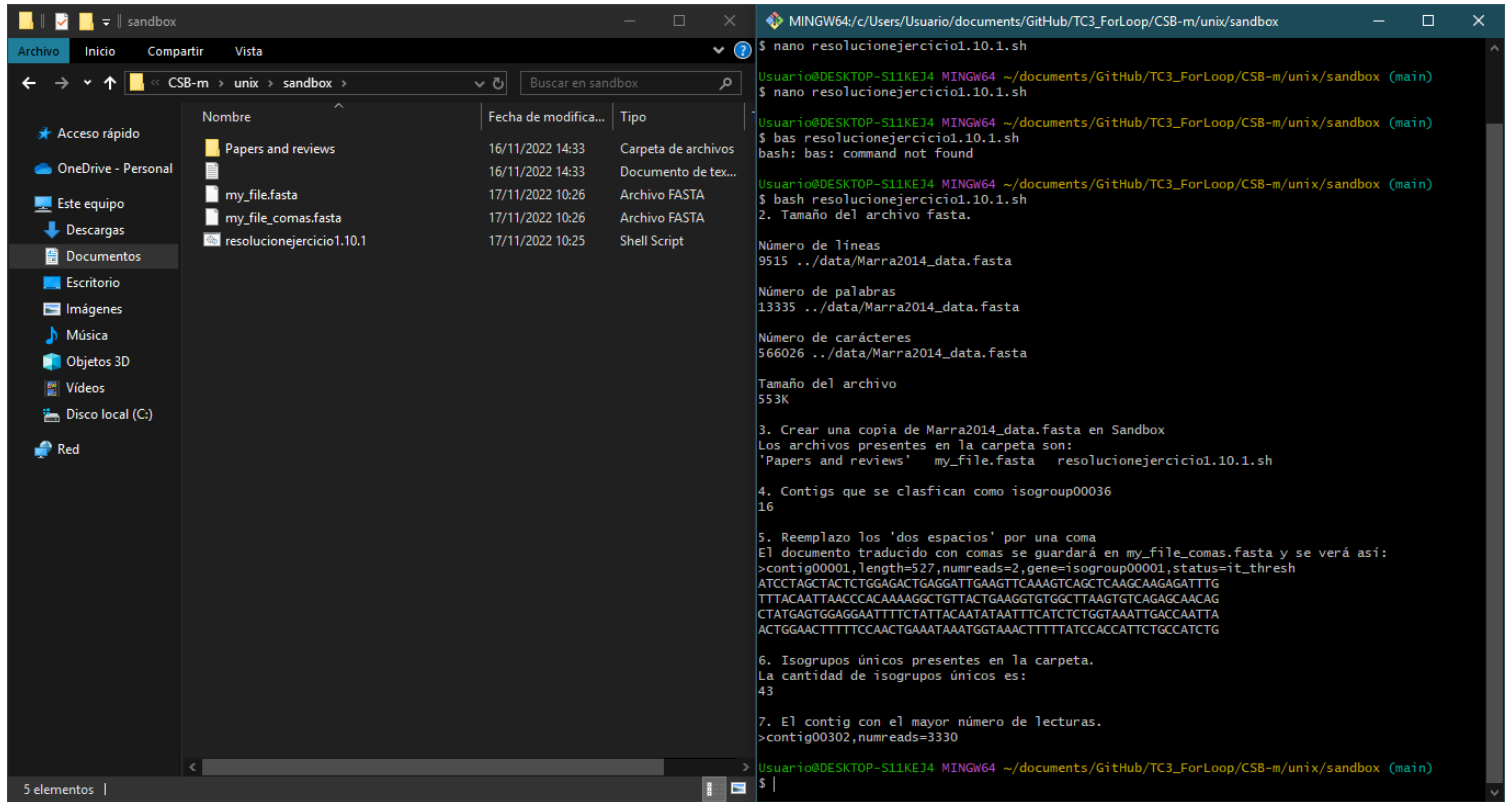 sandbox
Archivo Inicio Compartir Vista
« CSB-m › unix › sandbox ›
Buscar en sandbox
Acceso rápido
OneDrive - Personal
Este equipo
Descargas
Documentos
Escritorio
Imágenes
Música
Objetos 3D
Vídeos
Disco local (C:)
Red
Nombre Fecha de modifica... Tipo
Papers and reviews 16/11/2022 14:33 Carpeta de archivos
16/11/2022 14:33 Documento de tex...
my_file.fasta 17/11/2022 10:26 Archivo FASTA
my_file_comas.fasta 17/11/2022 10:26 Archivo FASTA
resolucionejercicio1.10.1 17/11/2022 10:25 Shell Script
5 elementos
MINGW64:/c/Users/Usuario/documents/GitHub/TC3_ForLoop/CSB-m/unix/sandbox
$ nano resolucionejercicio1.10.1.sh
Usuario@DESKTOP-S11KEJ4 MINGW64 ~/documents/GitHub/TC3_ForLoop/CSB-m/unix/sandbox (main)
$ nano resolucionejercicio1.10.1.sh
Usuario@DESKTOP-S11KEJ4 MINGW64 ~/documents/GitHub/TC3_ForLoop/CSB-m/unix/sandbox (main)
$ bas resolucionejercicio1.10.1.sh
bash: bas: command not found
Usuario@DESKTOP-S11KEJ4 MINGW64 ~/documents/GitHub/TC3_ForLoop/CSB-m/unix/sandbox (main)
$ bash resolucionejercicio1.10.1.sh
2. Tamaño del archivo fasta.
Número de líneas
9515 ../data/Marra2014_data.fasta
Número de palabras
13335 ../data/Marra2014_data.fasta
Número de carácteres
566026 ../data/Marra2014_data.fasta
Tamaño del archivo
553K
3. Crear una copia de Marra2014_data.fasta en Sandbox
Los archivos presentes en la carpeta son:
'Papers and reviews' my_file.fasta resolucionejercicio1.10.1.sh
4. Contigs que se clasfican como isogroup00036
16
5. Reemplazo los 'dos espacios' por una coma
El documento traducido con comas se guardará en my_file_comas.fasta y se verá así:
>contig00001,length=527,numreads=2,gene=isogroup00001,status=it_thresh
ATCCTAGCTACTCTGGAGACTGAGGATTGAAGTTCAAAGTCAGCTCAAGCAAGAGATTTG
TTTACAATTAACCCACAAAAGGCTGTTACTGAAGGTGTGGCTTAAGTGTCAGAGCAACAG
CTATGAGTGGAGGAATTTTCTATTACAATATAATTTCATCTCTGGTAAATTGACCAATTA
ACTGGAACTTTTTCCAACTGAAATAAATGGTAAACTTTTTATCCACCATTCTGCCATCTG
6. Isogrupos únicos presentes en la carpeta.
La cantidad de isogrupos únicos es:
43
7. El contig con el mayor número de lecturas.
>contig00302,numreads=3330
Usuario@DESKTOP-S11KEJ4 MINGW64 ~/documents/GitHub/TC3_ForLoop/CSB-m/unix/sandbox (main)
$